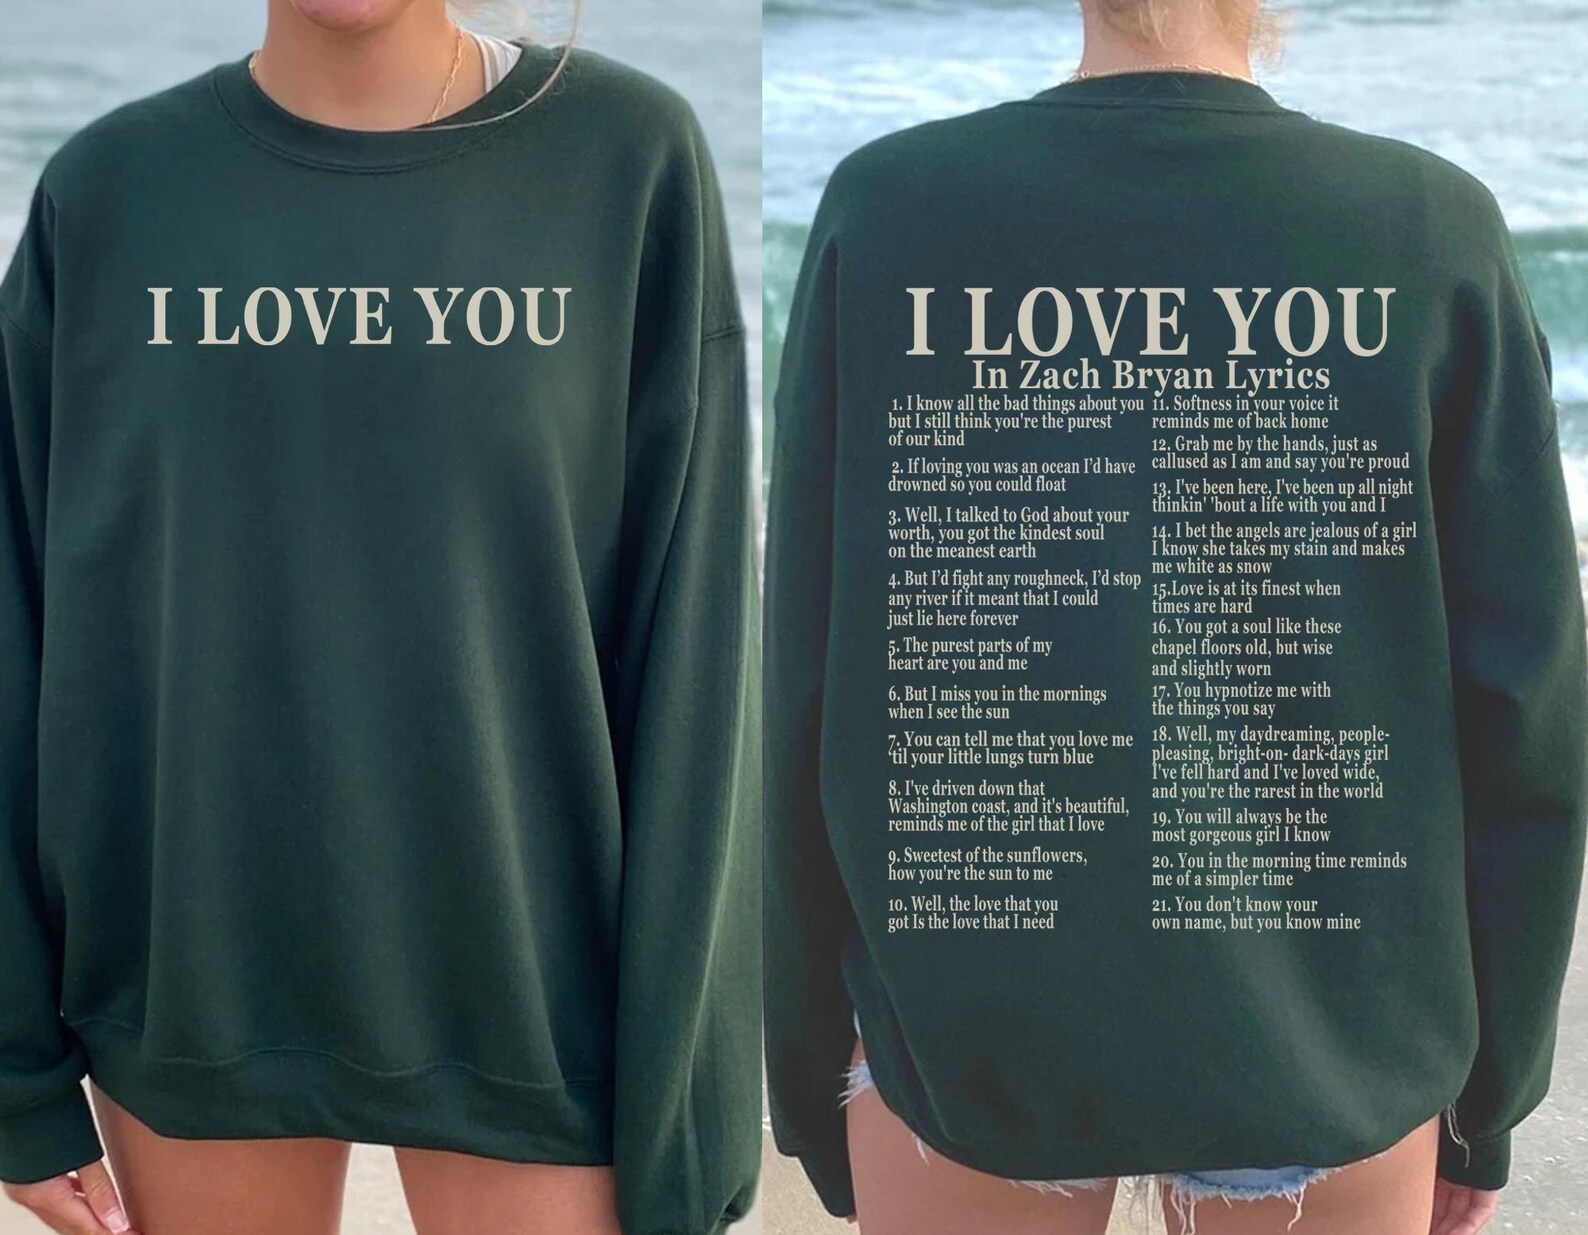 I LOVE YOU
I LOVE YOU
In Zach Bryan Lyrics
1. I know all the bad things about you
but I still think you're the purest
of our kind
2. If loving you was an ocean I’d have
drowned so you could float
3. Well, I talked to God about your
worth, you got the kindest soul
on the meanest earth
4. But I’d fight any roughneck, I’d stop
any river if it meant that I could
just lie here forever
5. The purest parts of my
heart are you and me
6. But I miss you in the mornings
when I see the sun
7. You can tell me that you love me
'til your little lungs turn blue
8. I've driven down that
Washington coast, and it's beautiful,
reminds me of the girl that I love
9. Sweetest of the sunflowers,
how you're the sun to me
10. Well, the love that you
got Is the love that I need
11. Softness in your voice it
reminds me of back home
12. Grab me by the hands, just as
callused as I am and say you're proud
13. I've been here, I've been up all night
thinkin' 'bout a life with you and I
14. I bet the angels are jealous of a girl
I know she takes my stain and makes
me white as snow
15.Love is at its finest when
times are hard
16. You got a soul like these
chapel floors old, but wise
and slightly worn
17. You hypnotize me with
the things you say
18. Well, my daydreaming, people-
pleasing, bright-on- dark-days girl
I've fell hard and I've loved wide,
and you're the rarest in the world
19. You will always be the
most gorgeous girl I know
20. You in the morning time reminds
me of a simpler time
21. You don't know your
own name, but you know mine